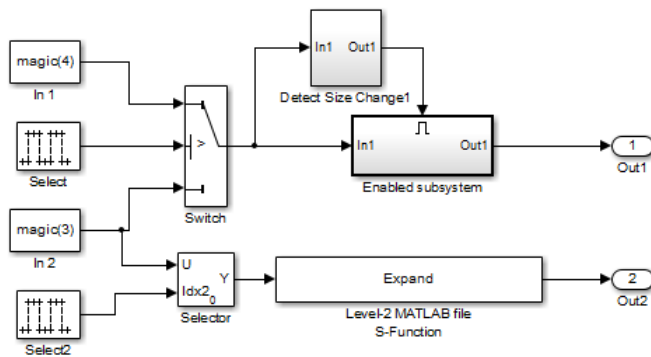 magic(4)
In 1
Select
>
Switch
In1 Out1
Detect Size Change1
In1 Out1
Enabled subsystem
1
Out1
magic(3)
In 2
Select2
U
Idx2 0
Y
Selector
Expand
Level-2 MATLAB file
S-Function
2
Out2